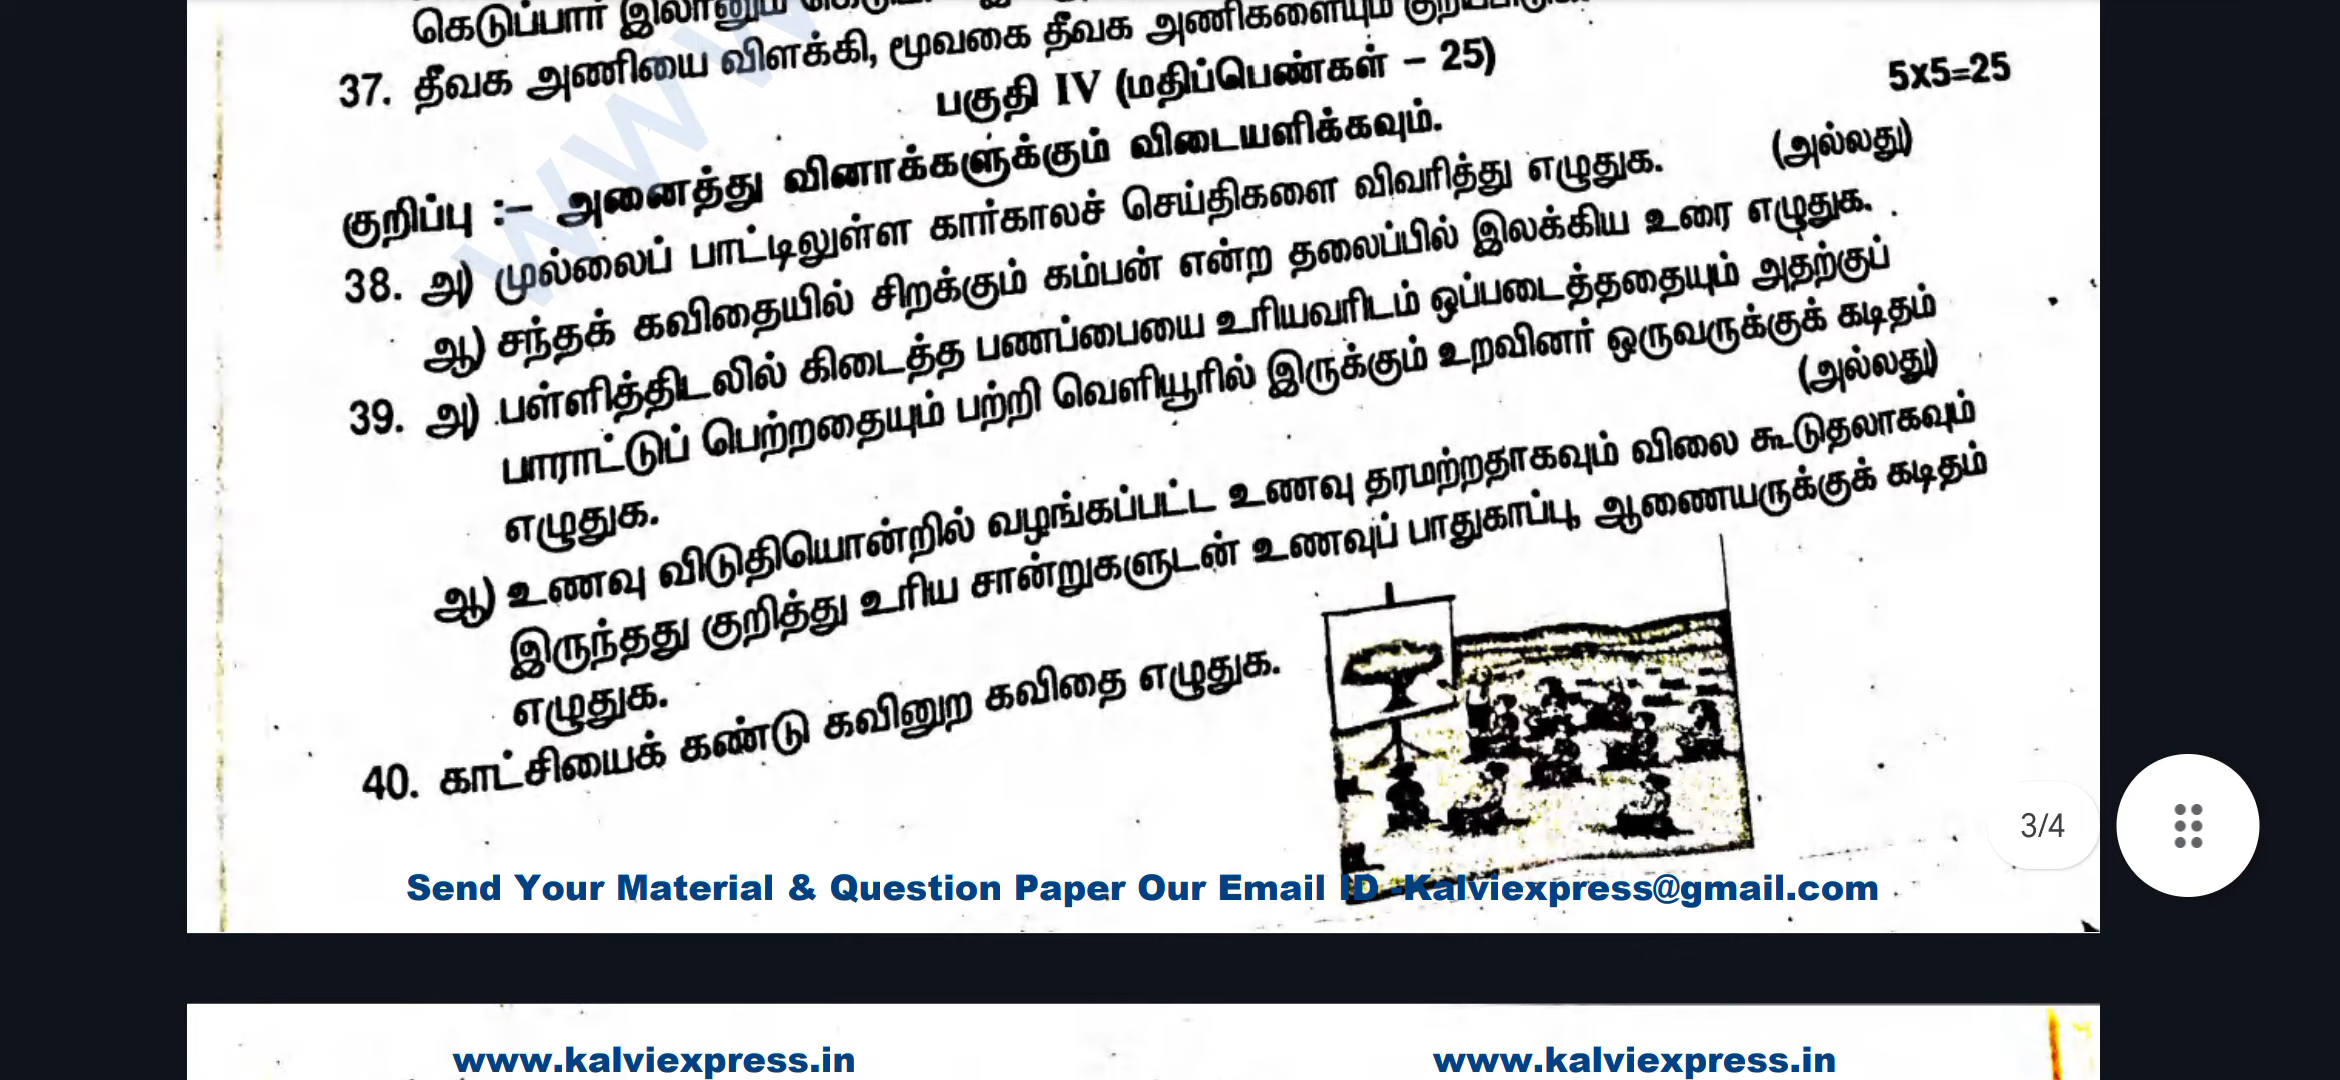 கெடுப்பார் இலானும்
37. தீவக அணியை விளக்கி, மூவகை தீவக அணிகளையும்
பகுதி IV (மதிப்பெண்கள் – 25)
5x5=25
குறிப்பு :– அனைத்து வினாக்களுக்கும் விடையளிக்கவும்.
38. அ) முல்லைப் பாட்டிலுள்ள கார்காலச் செய்திகளை விவரித்து எழுதுக. (அல்லது)
ஆ) சந்தக் கவிதையில் சிறக்கும் கம்பன் என்ற தலைப்பில் இலக்கிய உரை எழுதுக.
39. அ) பள்ளித்திடலில் கிடைத்த பணப்பையை உரியவரிடம் ஒப்படைத்ததையும் அதற்குப்
பாராட்டுப் பெற்றதையும் பற்றி வெளியூரில் இருக்கும் உறவினர் ஒருவருக்குக் கடிதம்
எழுதுக. (அல்லது)
ஆ) உணவு விடுதியொன்றில் வழங்கப்பட்ட உணவு தரமற்றதாகவும் விலை கூடுதலாகவும்
இருந்தது குறித்து உரிய சான்றுகளுடன் உணவுப் பாதுகாப்பு ஆணையருக்குக் கடிதம்
எழுதுக.
40. காட்சியைக் கண்டு கவினுற கவிதை எழுதுக.
3/4
Send Your Material & Question Paper Our Email ID -Kalviexpress@gmail.com
www.kalviexpress.in www.kalviexpress.in